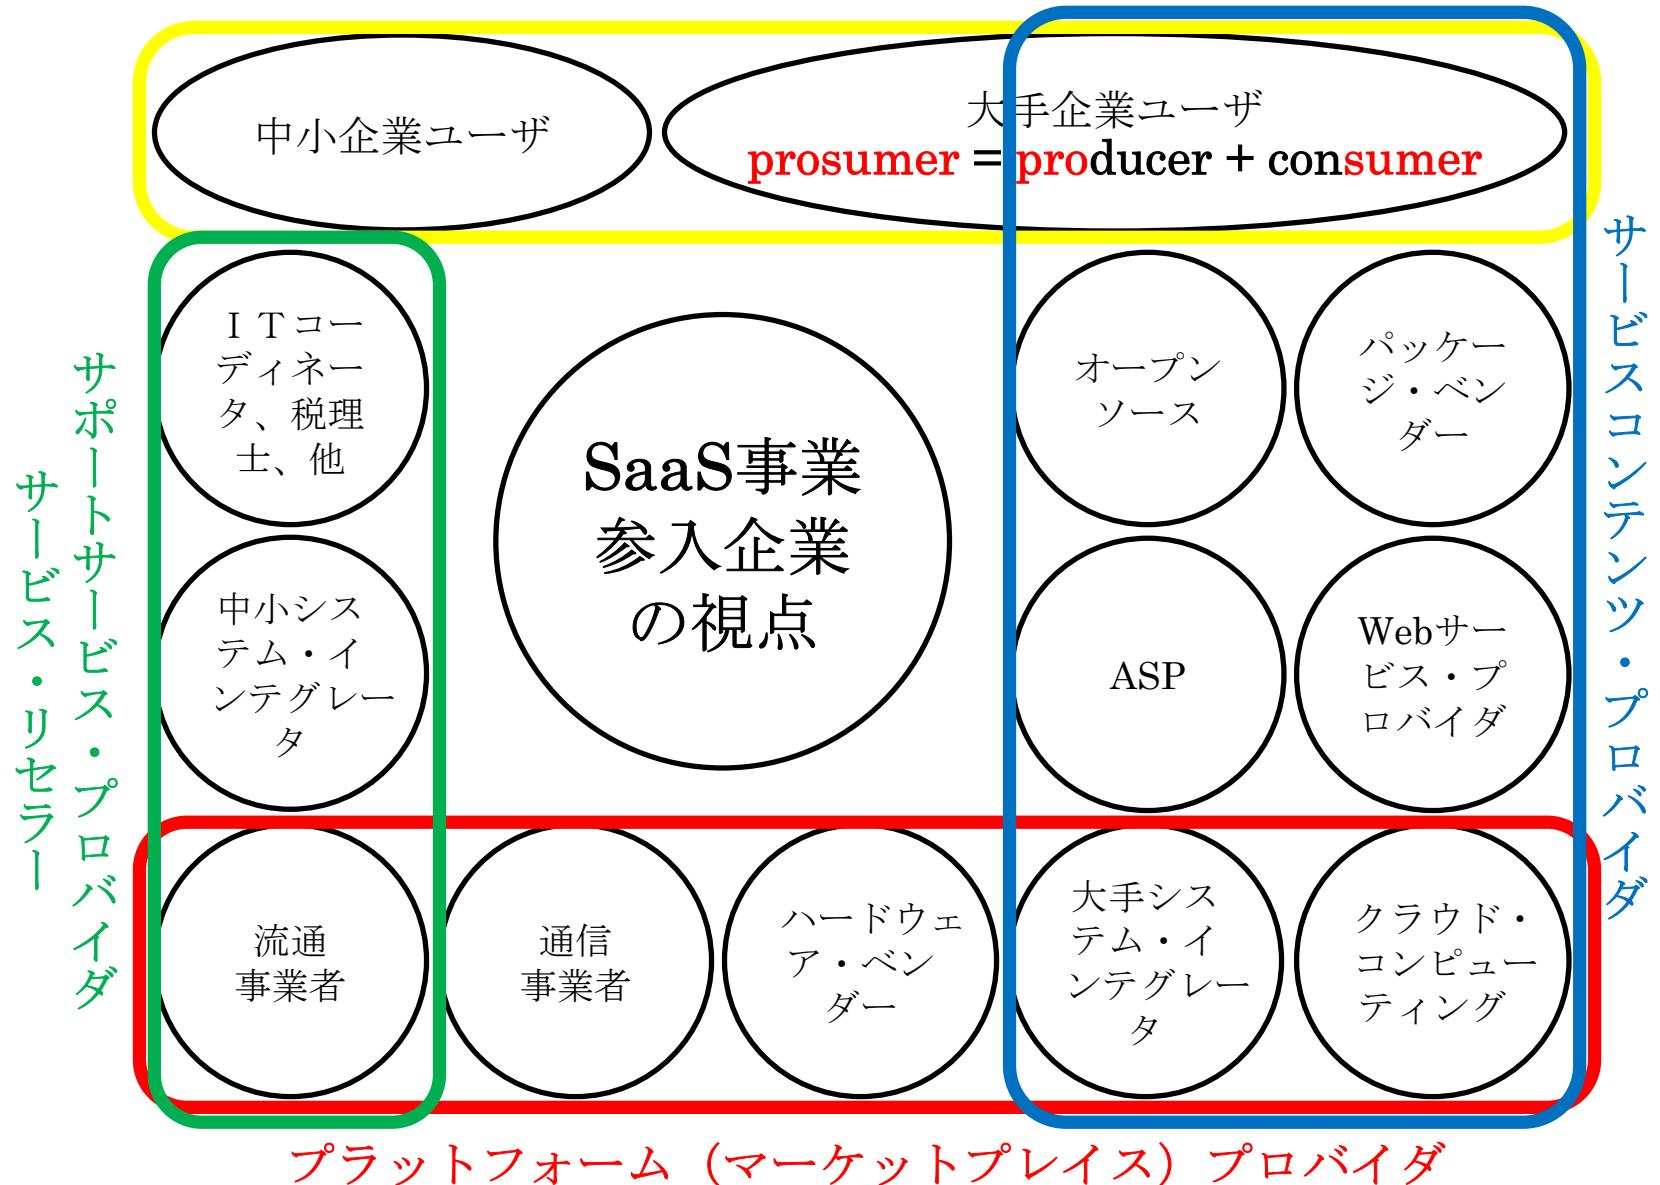 中小企業ユーザ
大手企業ユーザ
prosumer = producer + consumer
ＩＴコー
ディネー
タ、税理
士、他
SaaS事業
参入企業
の視点
オープン
ソース
パッケー
ジ・ベン
ダー
中小シス
テム・イ
ンテグレー
タ
ASP
Webサー
ビス・プ
ロバイダ
流通
事業者
通信
事業者
ハードウェ
ア・ベン
ダー
大手シス
テム・イ
ンテグレー
タ
クラウド・
コンピュー
ティング
サポートサービス・プロバイダ
サービス・リセラー
サービスコンテンツ・プロバイダ
プラットフォーム（マーケットプレイス）プロバイダ